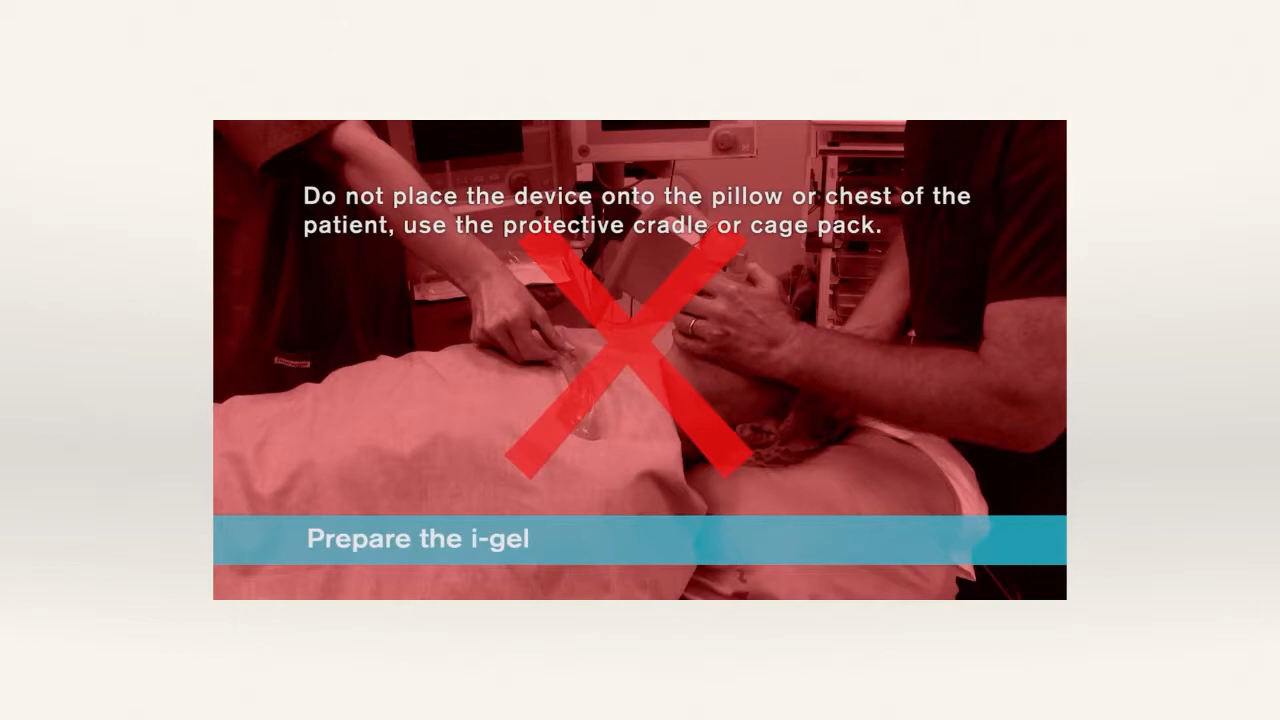 Do not place the device onto the pillow or chest of the
patient, use the protective cradle or cage pack.
Prepare the i-gel